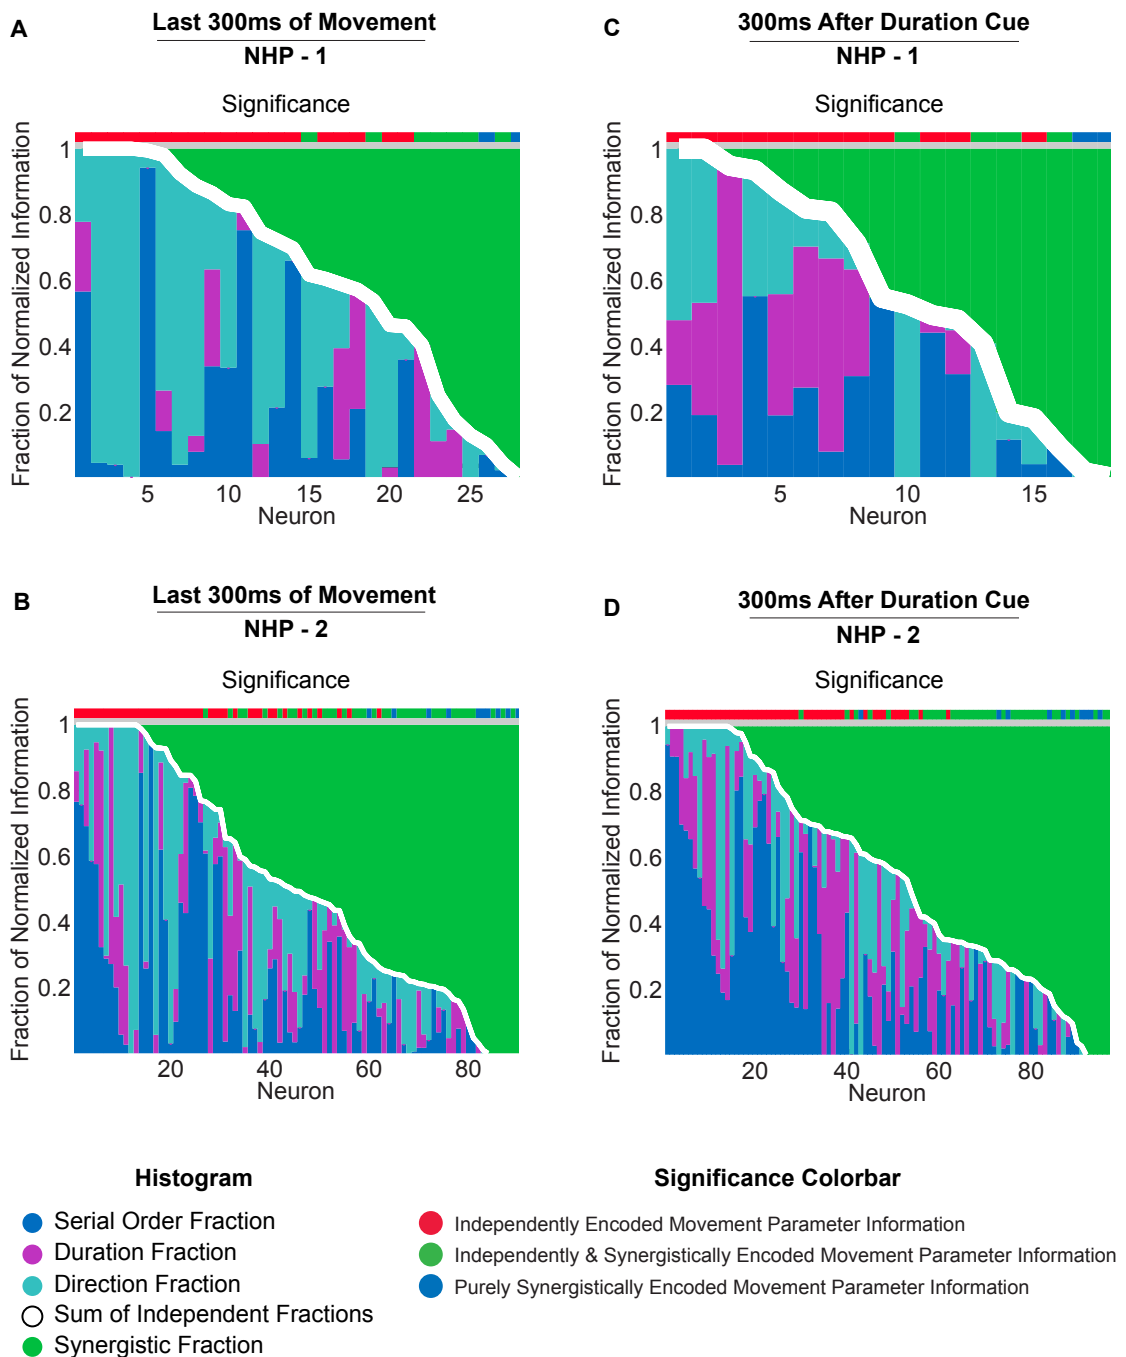 A
Last 300ms of Movement
NHP - 1
Significance
Fraction of Normalized Information
1
0.8
0.6
0.4
0.2
5 10 15 20 25
Neuron
C
300ms After Duration Cue
NHP - 1
Significance
Fraction of Normalized Information
1
0.8
0.6
0.4
0.2
5 10 15
Neuron
B
Last 300ms of Movement
NHP - 2
Significance
Fraction of Normalized Information
1
0.8
0.6
0.4
0.2
20 40 60 80
Neuron
D
300ms After Duration Cue
NHP - 2
Significance
Fraction of Normalized Information
1
0.8
0.6
0.4
0.2
20 40 60 80
Neuron
Histogram
Serial Order Fraction
Duration Fraction
Direction Fraction
Sum of Independent Fractions
Synergistic Fraction
Significance Colorbar
Independently Encoded Movement Parameter Information
Independently & Synergistically Encoded Movement Parameter Information
Purely Synergistically Encoded Movement Parameter Information